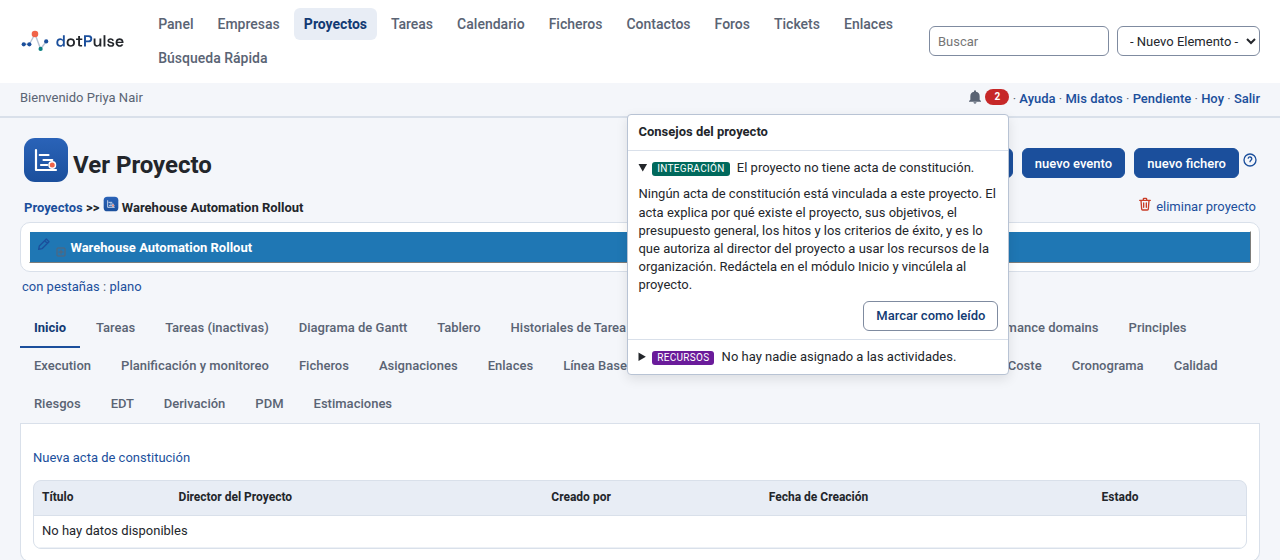 Panel Empresas Proyectos Tareas Calendario Ficheros Contactos Foros Tickets Enlaces
dotPulse
Búsqueda Rápida
Buscar
- Nuevo Elemento -
Bienvenido Priya Nair
2 · Ayuda · Mis datos · Pendiente · Hoy · Salir
Consejos del proyecto
Ver Proyecto
nuevo evento
nuevo fichero
INTEGRACIÓN El proyecto no tiene acta de constitución.
Ningún acta de constitución está vinculada a este proyecto. El
acta explica por qué existe el proyecto, sus objetivos, el
presupuesto general, los hitos y los criterios de éxito, y es lo
que autoriza al director del proyecto a usar los recursos de la
organización. Redáctela en el módulo Inicio y vincúlela al
proyecto.
Marcar como leído
RECURSOS No hay nadie asignado a las actividades.
Proyectos >> Warehouse Automation Rollout
eliminar proyecto
Warehouse Automation Rollout
con pestañas : plano
Inicio Tareas Tareas (inactivas) Diagrama de Gantt Tablero Historiales de Tarea domains Principles
Execution Planificación y monitoreo Ficheros Asignaciones Enlaces Línea Base Coste Cronograma Calidad
Riesgos EDT Derivación PDM Estimaciones
Nueva acta de constitución
Título Director del Proyecto Creado por Fecha de Creación Estado
No hay datos disponibles